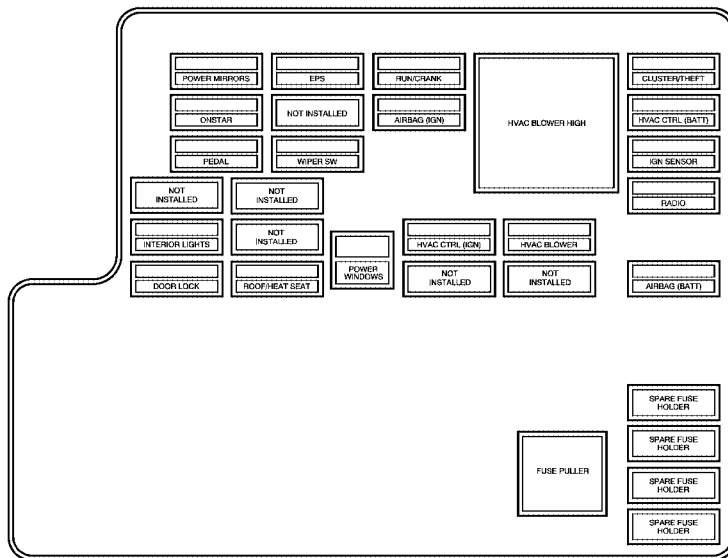 POWER MIRRORS
EPS
RUN/CRANK
CLUSTER/THEFT
ONSTAR
NOT INSTALLED
AIRBAG (IGN)
HVAC BLOWER HIGH
HVAC CTRL (BATT)
PEDAL
WIPER SW
IGN SENSOR
NOT
INSTALLED
NOT
INSTALLED
RADIO
INTERIOR LIGHTS
NOT
INSTALLED
POWER
WINDOWS
HVAC CTRL (IGN)
HVAC BLOWER
DOOR LOCK
ROOF/HEAT SEAT
NOT
INSTALLED
NOT
INSTALLED
AIRBAG (BATT)
SPARE FUSE
HOLDER
SPARE FUSE
HOLDER
FUSE PULLER
SPARE FUSE
HOLDER
SPARE FUSE
HOLDER